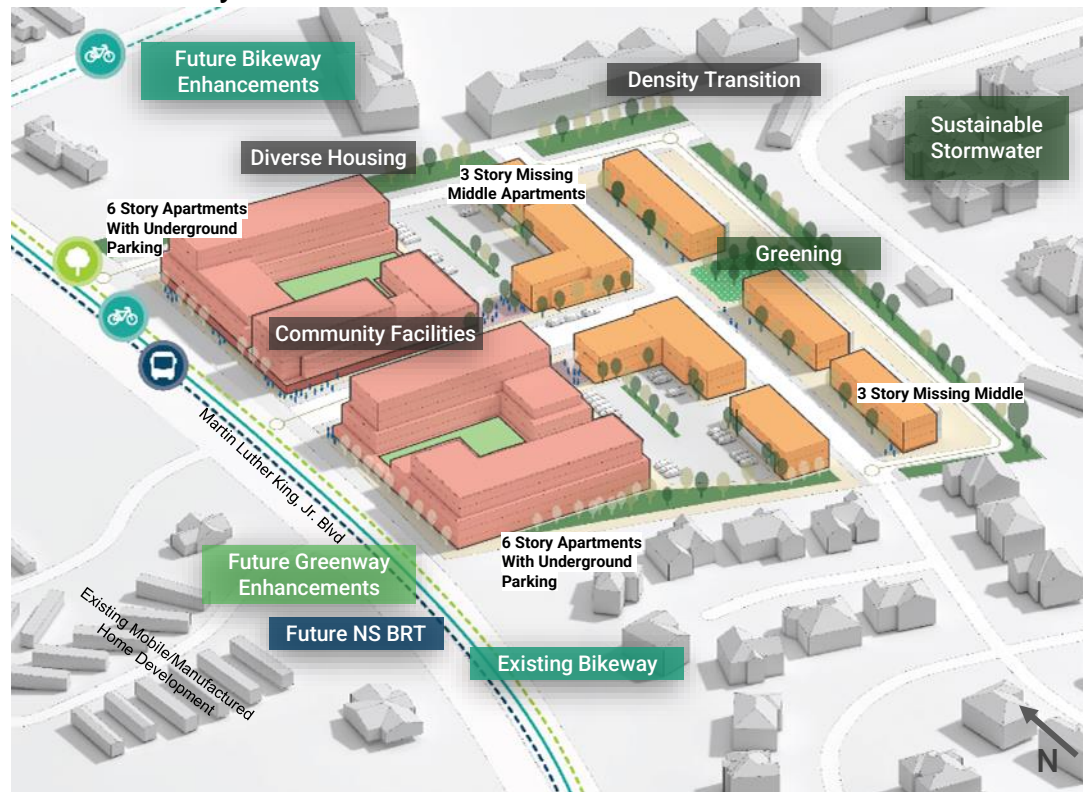 Future Bikeway
Enhancements
Density Transition
Sustainable
Stormwater
Diverse Housing
3 Story Missing
Middle Apartments
6 Story Apartments
With Underground
Parking
Greening
Community Facilities
3 Story Missing Middle
Martin Luther King, Jr. Blvd
6 Story Apartments
With Underground
Parking
Future Greenway
Enhancements
Existing Mobile/Manufactured
Home Development
Future NS BRT
Existing Bikeway
N